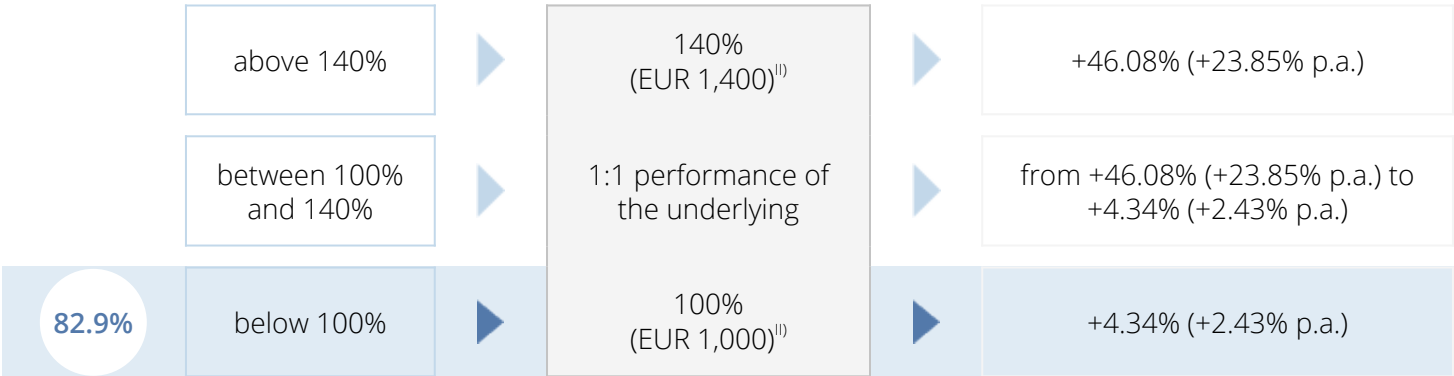 above 140%
140%
(EUR 1,400)II)
+46.08% (+23.85% p.a.)
between 100%
and 140%
1:1 performance of
the underlying
from +46.08% (+23.85% p.a.) to
+4.34% (+2.43% p.a.)
82.9%
below 100%
100%
(EUR 1,000)II)
+4.34% (+2.43% p.a.)